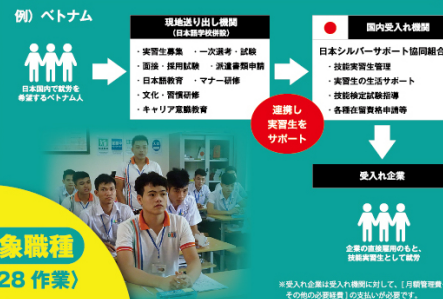 例）ベトナム
日本国内で就労を
希望するベトナム人
現地送り出し機関
（日本語学校併設）
・実習生募集 ・一次選考・試験
・面接・採用試験 ・派遣書類申請
・日本語教育 ・マナー研修
・文化・習慣研修
・キャリア意識教育
国内受入れ機関
日本シルバーサポート協同組合
・技能実習生管理
・実習生の生活サポート
・技能検定試験指導
・各種在留資格申請等
連携し
実習生を
サポート
受入れ企業
企業の直接雇用のもと、
技能実習生として就労
象職種
28 作業〉
※受入れ企業は受入れ機関に対して、［月額管理費
その他の必要経費］の支払いが必要です。